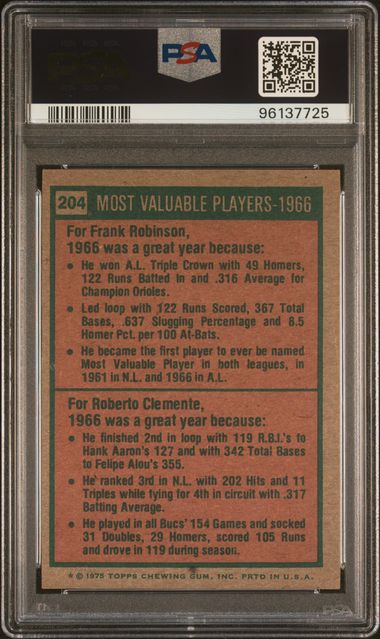 PSA
96137725
204 MOST VALUABLE PLAYERS-1966
For Frank Robinson,
1966 was a great year because:
• He won A.L. Triple Crown with 49 Homers,
122 Runs Batted In and .316 Average for
Champion Orioles.
• Led loop with 122 Runs Scored, 367 Total
Bases, .637 Slugging Percentage and 8.5
Homer Pct. per 100 At-Bats.
• He became the first player to ever be named
Most Valuable Player in both leagues, in
1961 in N.L. and 1966 in A.L.
For Roberto Clemente,
1966 was a great year because:
• He finished 2nd in loop with 119 R.B.I.'s to
Hank Aaron's 127 and with 342 Total Bases
to Felipe Alou's 355.
• He ranked 3rd in N.L. with 202 Hits and 11
Triples while tying for 4th in circuit with .317
Batting Average.
• He played in all Bucs' 154 Games and socked
31 Doubles, 29 Homers, scored 105 Runs
and drove in 119 during season.
* © 1975 TOPPS CHEWING GUM, INC. PRTD IN U.S.A.